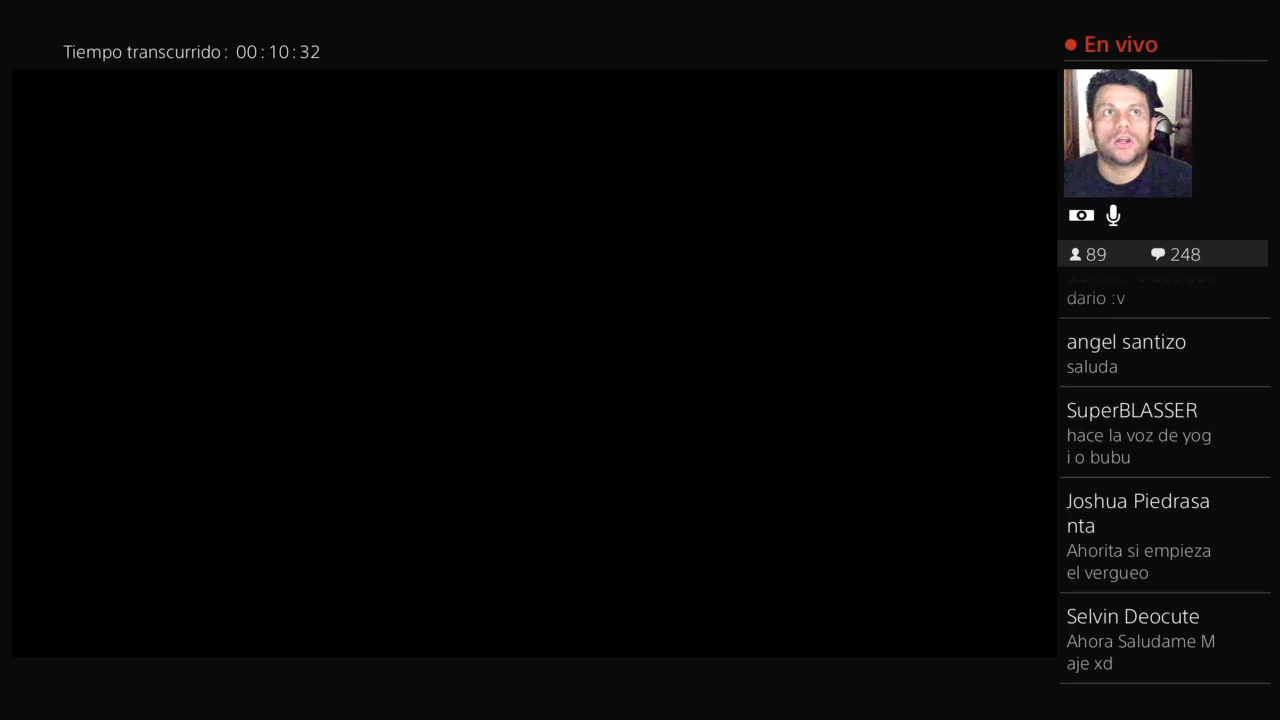 Tiempo transcurrido: 00:10:32
En vivo
89 248
dario :v
angel santizo
saluda
SuperBLASSER
hace la voz de yog
i o bubu
Joshua Piedrasa
nta
Ahorita si empieza
el vergueo
Selvin Deocute
Ahora Saludame M
aje xd